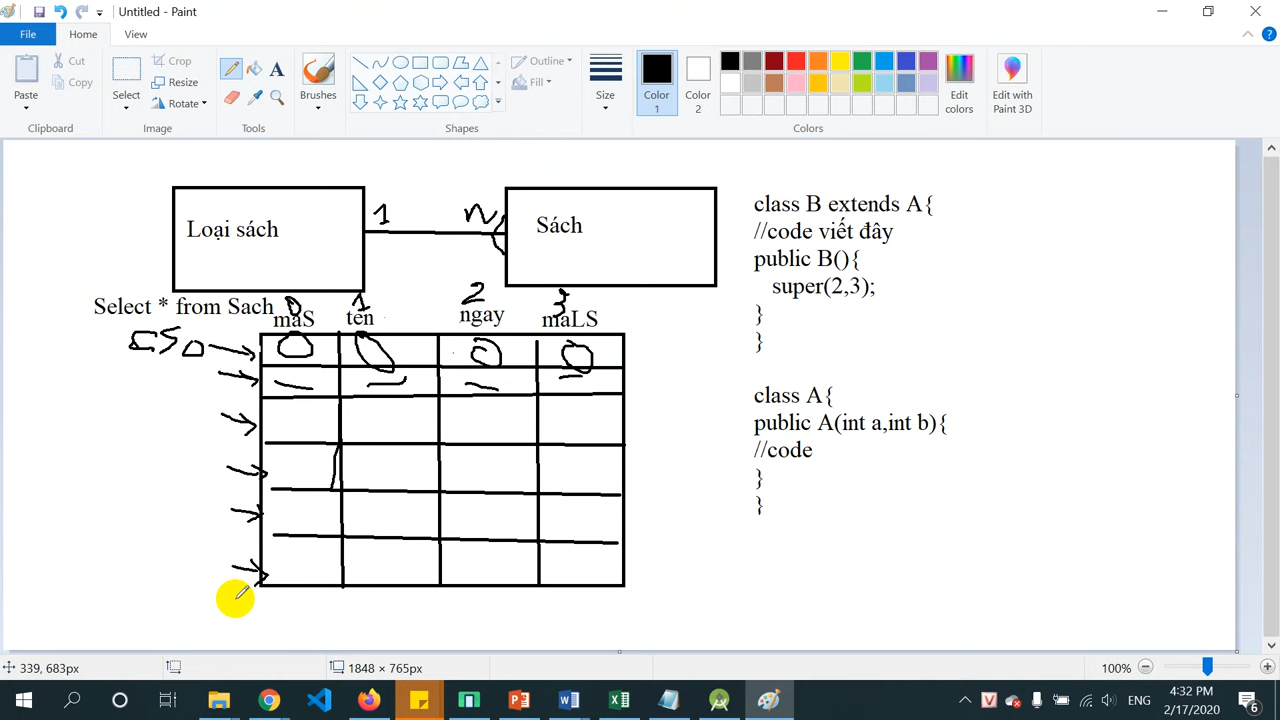 Untitled - Paint
File
Home
View
Paste
Cut
Copy
Clipboard
Select
Crop
Resize
Rotate
Image
Tools
Brushes
Shapes
Outline
Fill
Size
Color
1
Color
2
Edit
colors
Colors
Edit with
Paint 3D
Loại sách
1
n
Sách
Select * from Sach
0
1
2
3
maS
ten
ngay
maLS
class B extends A{
//code viết đây
public B(){
super(2,3);
}
}
class A{
public A(int a,int b){
//code
}
}
339, 683px
1848 × 765px
100%
ENG
4:32 PM
2/17/2020
6